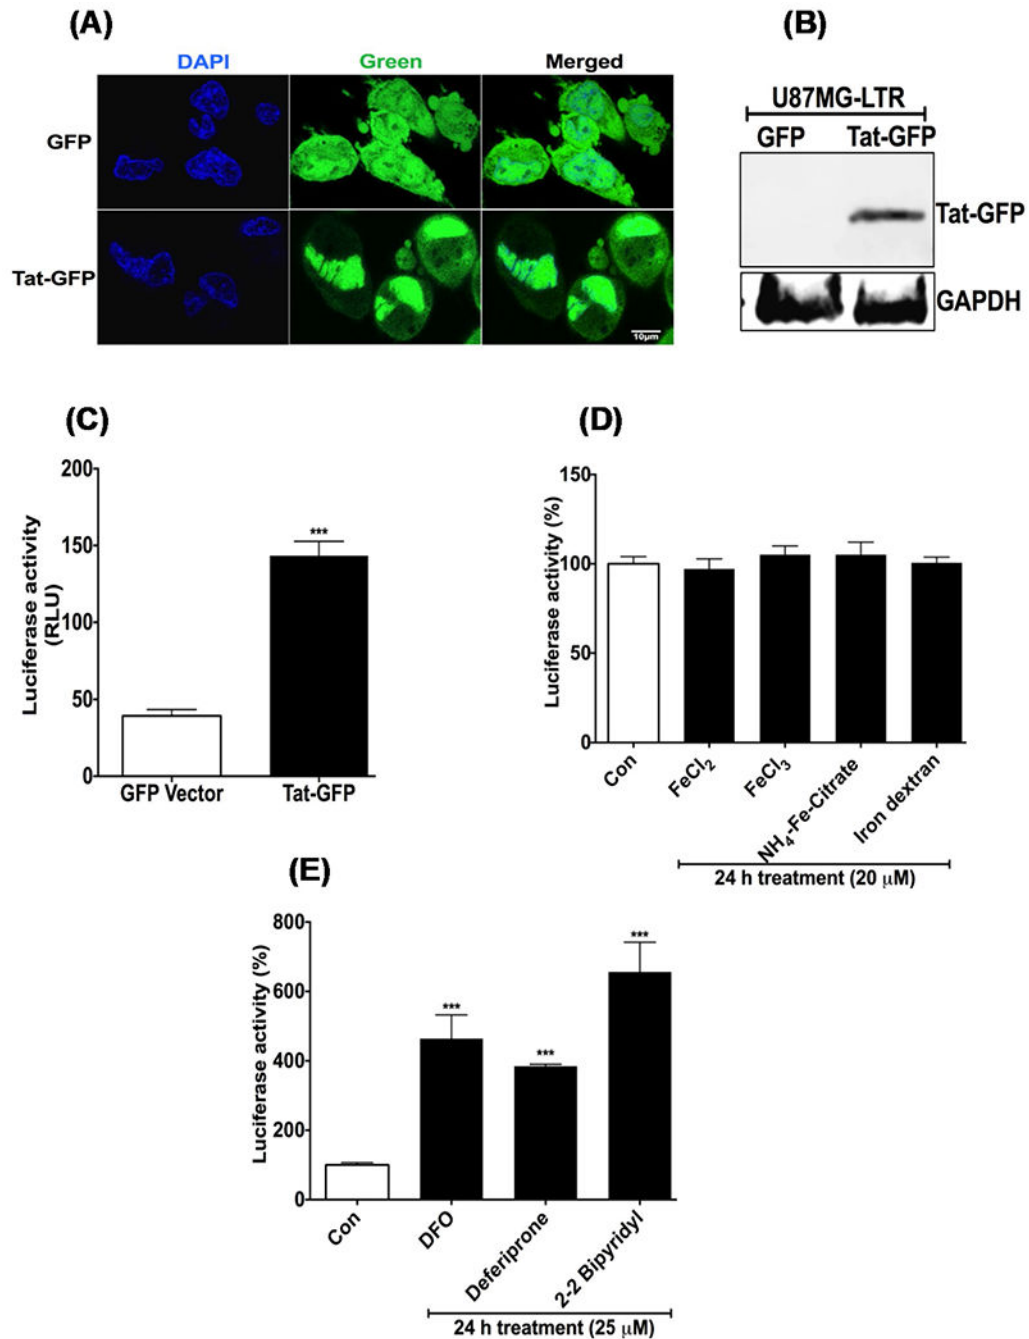 (A)
DAPI Green Merged
GFP
Tat-GFP
10μm
(B)
U87MG-LTR
GFP Tat-GFP
Tat-GFP
GAPDH
(C)
Luciferase activity
(RLU)
200
150
100
50
0
***
GFP Vector Tat-GFP
(D)
Luciferase activity (%)
150
100
50
0
Con FeCl₂ FeCl₃ NH₄-Fe-Citrate Iron dextran
24 h treatment (20 μM)
(E)
Luciferase activity (%)
800
600
400
200
0
*** *** ***
Con DFO Deferiprone 2-2 Bipyridyl
24 h treatment (25 μM)